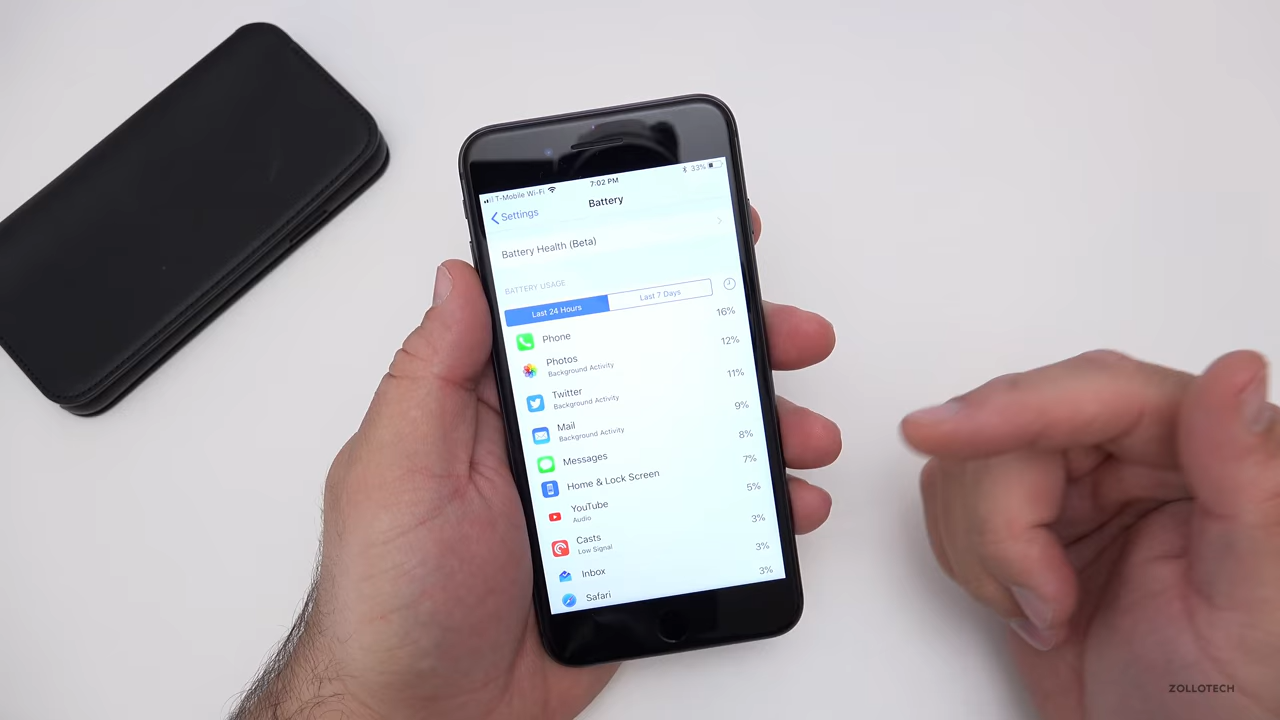 T-Mobile Wi-Fi 7:02 PM 33%
Settings Battery
Battery Health (Beta)
BATTERY USAGE
Last 24 Hours Last 7 Days
Phone 16%
Photos 12%
Background Activity
Twitter 11%
Background Activity
Mail 9%
Background Activity
Messages 8%
Home & Lock Screen 7%
YouTube 5%
Audio
Casts 3%
Low Signal
Inbox 3%
Safari 3%
ZOLLOTECH